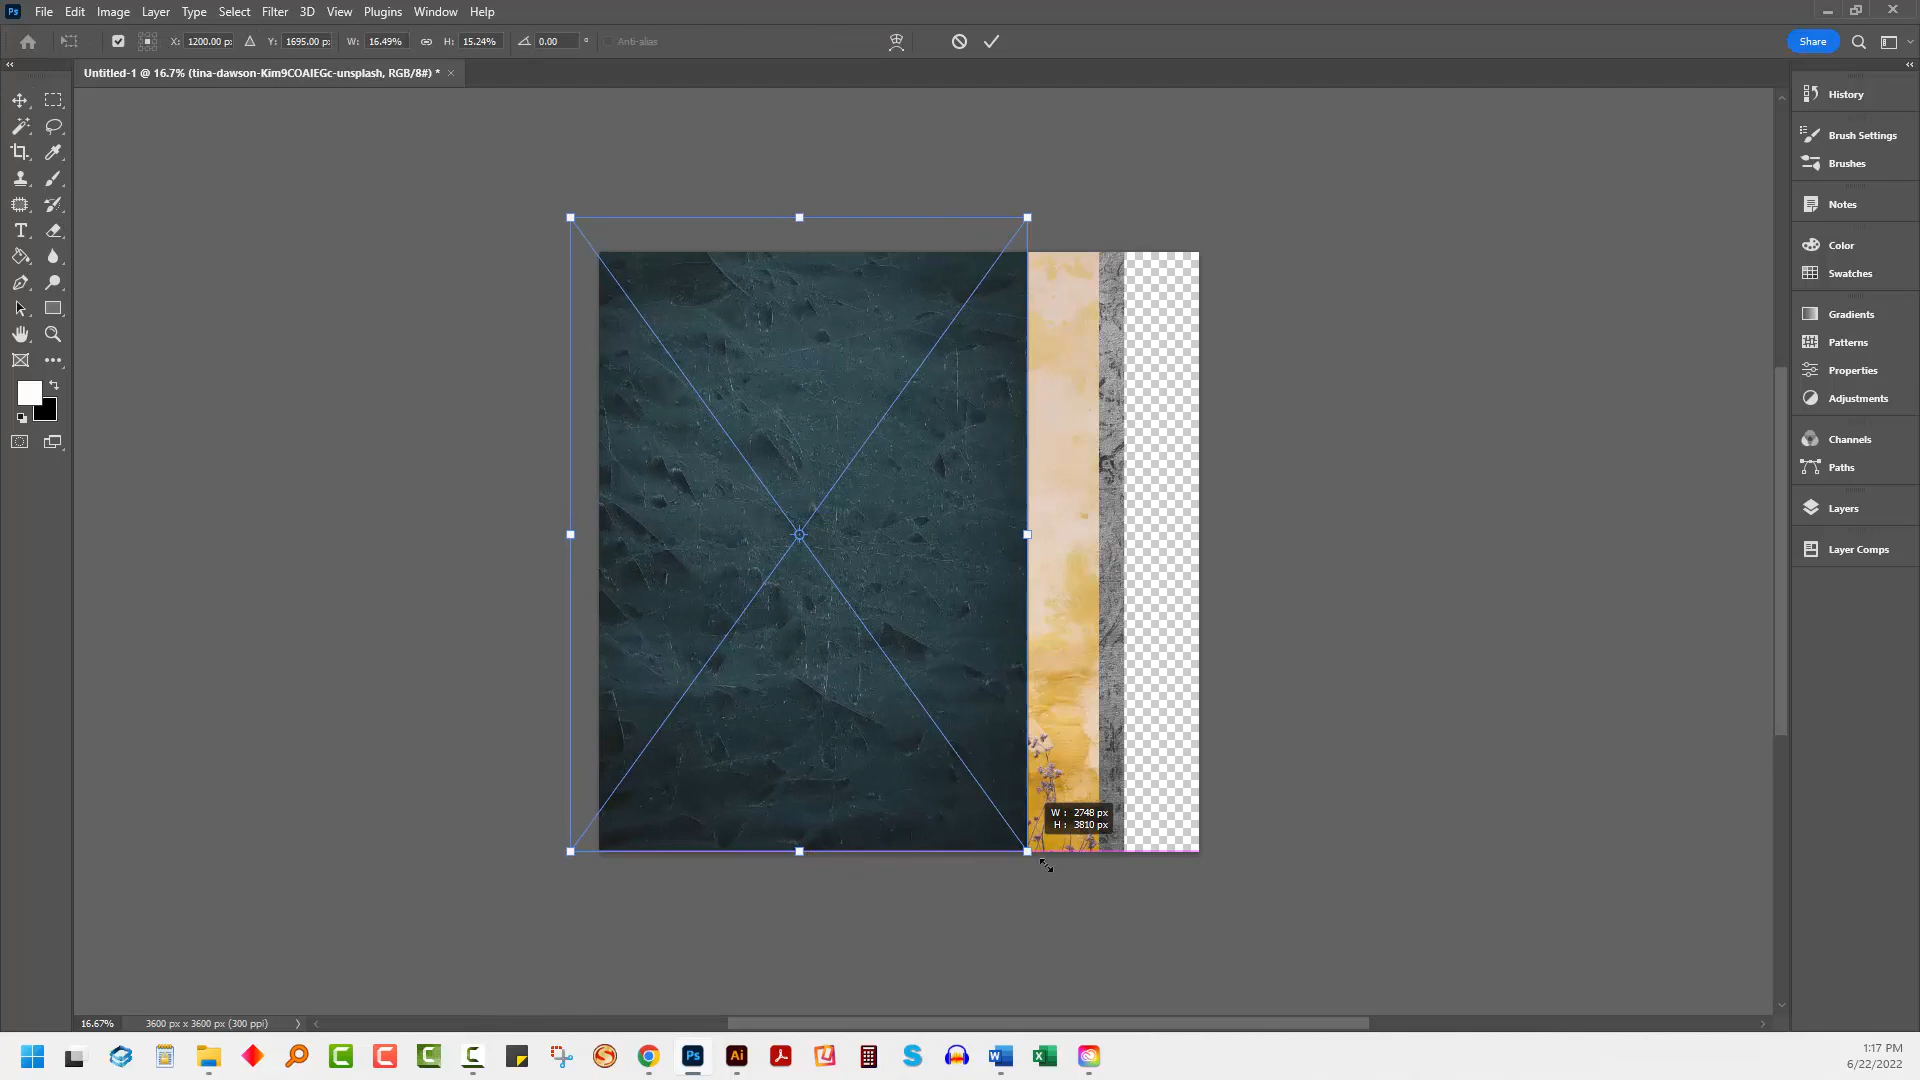 Ps File Edit Image Layer Type Select Filter 3D View Plugins Window Help
X: 1200.00 p: Y: 1695.00 p: W: 16.49% H: 15.24% 0.00 ° Anti-alias Share
Untitled-1 @ 16.7% (tina-dawson-Kim9COAIEGc-unsplash, RGB/8#) * ×
History
Brush Settings
Brushes
Notes
Color
Swatches
Gradients
Patterns
Properties
Adjustments
Channels
Paths
Layers
Layer Comps
W : 2748 px
H : 3810 px
16.67% 3600 px x 3600 px (300 ppi)
Ps Ai
1:17 PM
6/22/2022